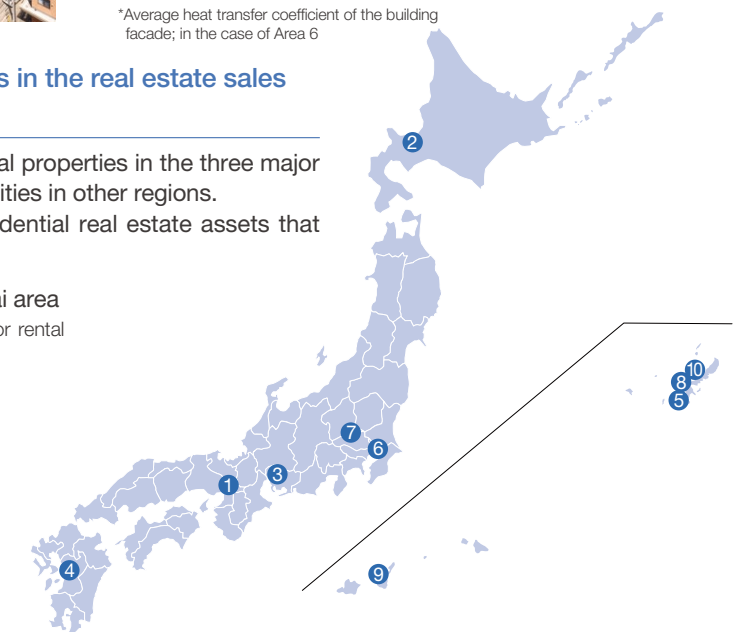 *Average heat transfer coefficient of the building
facade; in the case of Area 6
s in the real estate sales
al properties in the three major
ities in other regions.
dential real estate assets that
ai area
or rental
2
10
8
5
7
6
3
1
9
4